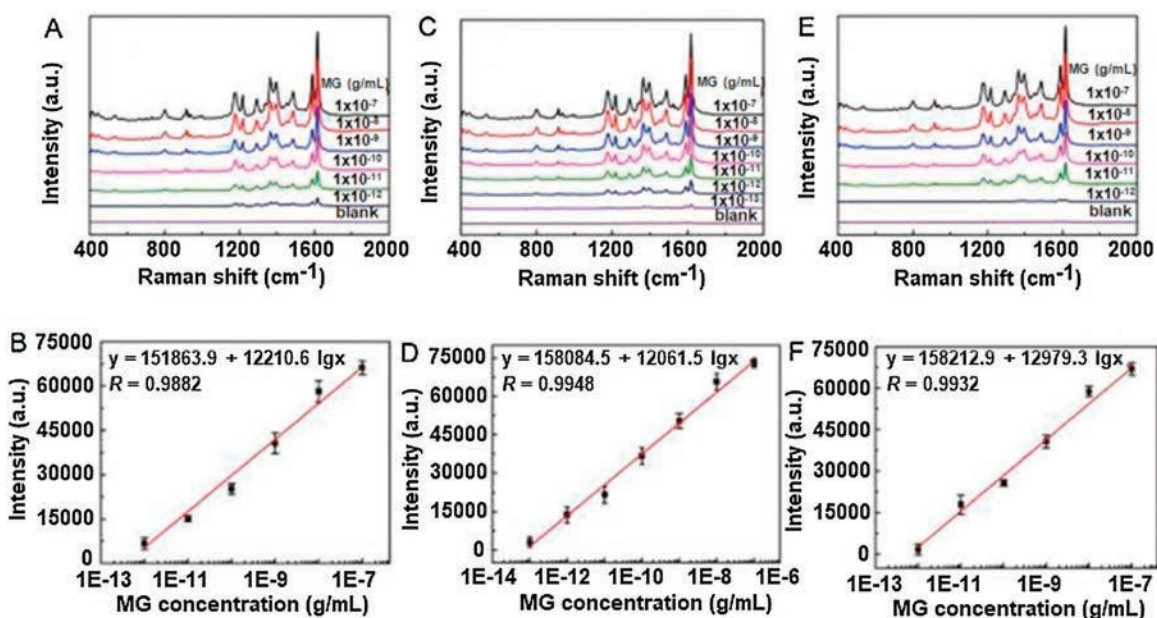 A
Intensity (a.u.)
MG (g/mL)
1x10-7
1x10-8
1x10-9
1x10-10
1x10-11
1x10-12
blank
400 800 1200 1600 2000
Raman shift (cm-1)
C
Intensity (a.u.)
MG (g/mL)
1x10-7
1x10-8
1x10-9
1x10-10
1x10-11
1x10-12
1x10-13
blank
400 800 1200 1600 2000
Raman shift (cm-1)
E
Intensity (a.u.)
MG (g/mL)
1x10-7
1x10-8
1x10-9
1x10-10
1x10-11
1x10-12
blank
400 800 1200 1600 2000
Raman shift (cm-1)
B
Intensity (a.u.)
75000
60000
45000
30000
15000
0
y = 151863.9 + 12210.6 lgx
R = 0.9882
1E-13 1E-11 1E-9 1E-7
MG concentration (g/mL)
D
Intensity (a.u.)
75000
60000
45000
30000
15000
0
y = 158084.5 + 12061.5 lgx
R = 0.9948
1E-14 1E-12 1E-10 1E-8 1E-6
MG concentration (g/mL)
F
Intensity (a.u.)
75000
60000
45000
30000
15000
0
y = 158212.9 + 12979.3 lgx
R = 0.9932
1E-13 1E-11 1E-9 1E-7
MG concentration (g/mL)